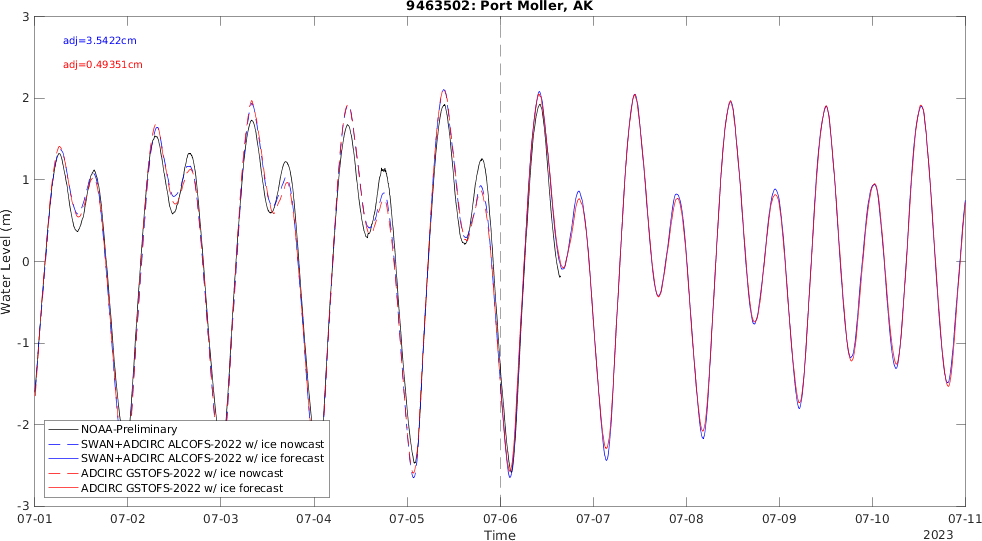 9463502: Port Moller, AK
adj=3.5422cm
adj=0.49351cm
Water Level (m)
3
2
1
0
-1
-2
-3
NOAA-Preliminary
SWAN+ADCIRC ALCOFS-2022 w/ ice nowcast
SWAN+ADCIRC ALCOFS-2022 w/ ice forecast
ADCIRC GSTOFS-2022 w/ ice nowcast
ADCIRC GSTOFS-2022 w/ ice forecast
07-01 07-02 07-03 07-04 07-05 07-06 07-07 07-08 07-09 07-10 07-11
Time
2023